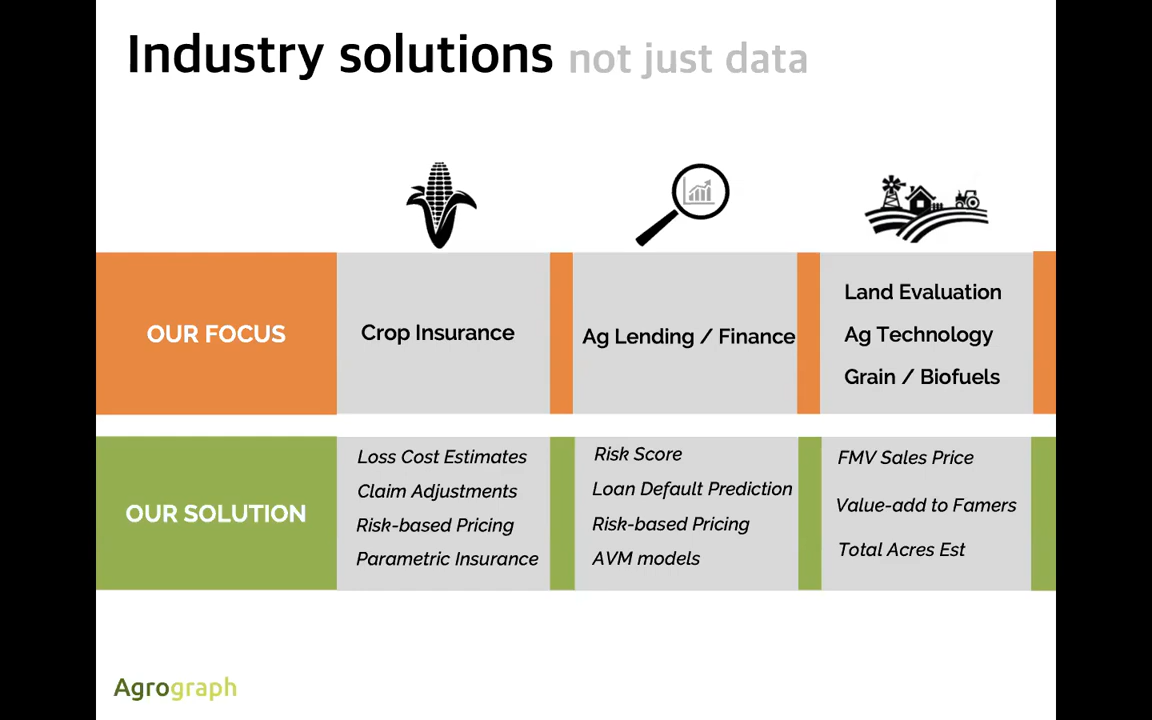 Industry solutions not just data
OUR FOCUS
Crop Insurance
Ag Lending / Finance
Land Evaluation
Ag Technology
Grain / Biofuels
OUR SOLUTION
Loss Cost Estimates
Claim Adjustments
Risk-based Pricing
Parametric Insurance
Risk Score
Loan Default Prediction
Risk-based Pricing
AVM models
FMV Sales Price
Value-add to Famers
Total Acres Est
Agrograph